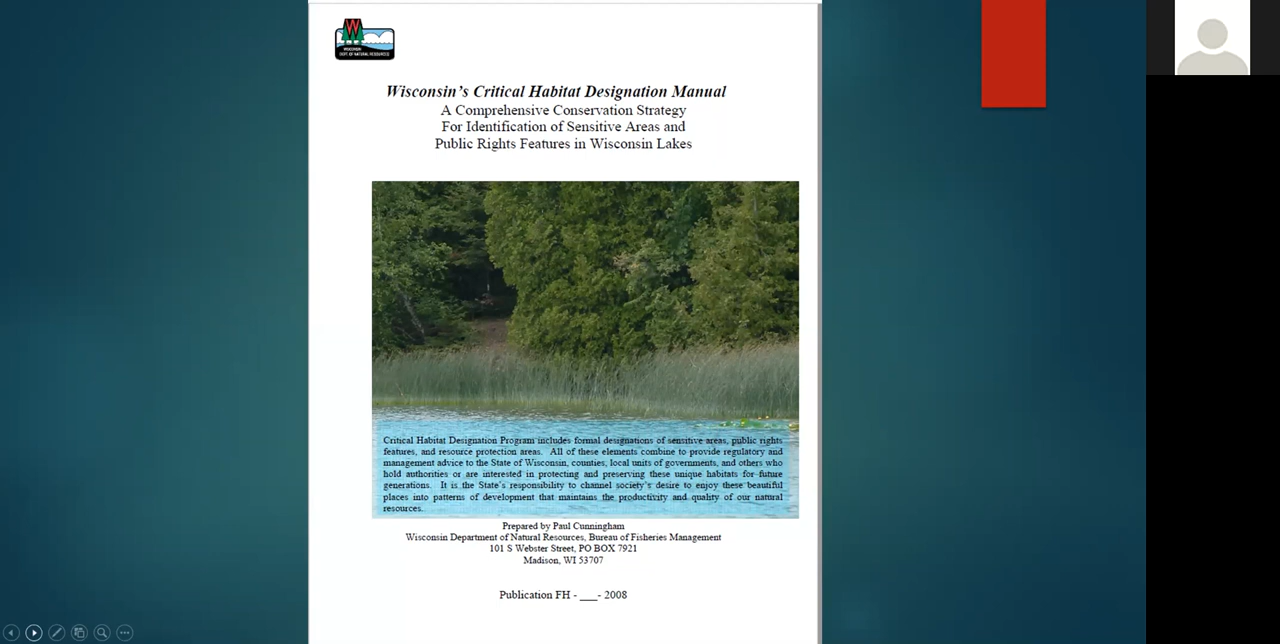 W
WISCONSIN
DEPT. OF NATURAL RESOURCES
Wisconsin's Critical Habitat Designation Manual
A Comprehensive Conservation Strategy
For Identification of Sensitive Areas and
Public Rights Features in Wisconsin Lakes
Critical Habitat Designation Program includes formal designations of sensitive areas, public rights
features, and resource protection areas. All of these elements combine to provide regulatory and
management advice to the State of Wisconsin, counties, local units of governments, and others who
hold authorities or are interested in protecting and preserving these unique habitats for future
generations. It is the State's responsibility to channel society's desire to enjoy these beautiful
places into patterns of development that maintains the productivity and quality of our natural
resources.
Prepared by Paul Cunningham
Wisconsin Department of Natural Resources, Bureau of Fisheries Management
101 S Webster Street, PO BOX 7921
Madison, WI 53707
Publication FH - ___- 2008